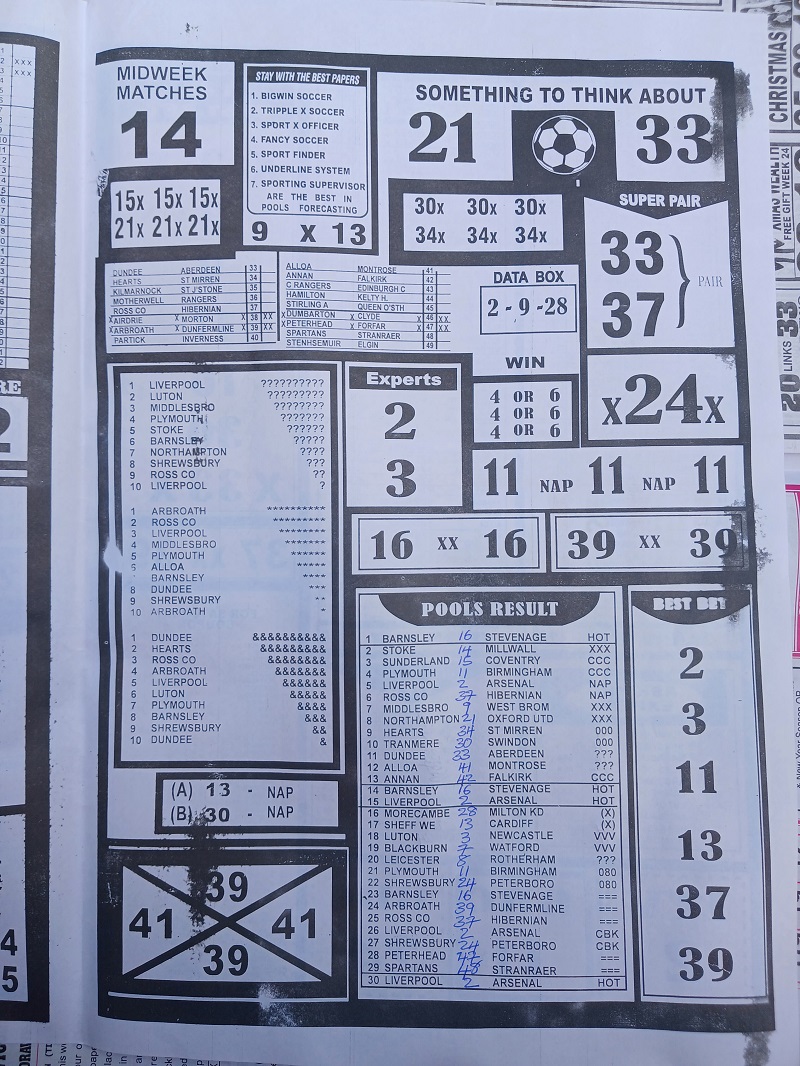 MIDWEEK
MATCHES
14
STAY WITH THE BEST PAPERS
1. BIGWIN SOCCER
2. TRIPPLE X SOCCER
3. SPORT X OFFICER
4. FANCY SOCCER
5. SPORT FINDER
6. UNDERLINE SYSTEM
7. SPORTING SUPERVISOR
ARE THE BEST IN
POOLS FORECASTING
9 X 13
SOMETHING TO THINK ABOUT
21 33
15x 15x 15x
21x 21x 21x
30x 30x 30x
34x 34x 34x
SUPER PAIR
33
37
PAIR
DUNDEE ABERDEEN 33
HEARTS ST MIRREN 34
KILMARNOCK ST J'STONE 35
MOTHERWELL RANGERS 36
ROSS CO HIBERNIAN 37
XAIRDRIE X MORTON X 38 XX
XARBROATH X DUNFERMLINE X 39 XX
PARTICK INVERNESS 40
ALLOA MONTROSE 41
ANNAN FALKIRK 42
C RANGERS EDINBURGH C 43
HAMILTON KELTY H. 44
STIRLING A QUEEN O'STH 45
XDUMBARTON X CLYDE X 46 XX
XPETERHEAD X FORFAR X 47 XX
SPARTANS STRANRAER 48
STENHSEMUIR ELGIN 49
DATA BOX
2 - 9 -28
WIN
4 OR 6
4 OR 6
4 OR 6
x24x
Experts
2
3
11 NAP 11 NAP 11
16 xx 16
39 xx 39
1 LIVERPOOL ??????????
2 LUTON ?????????
3 MIDDLESBRO ????????
4 PLYMOUTH ???????
5 STOKE ??????
6 BARNSLEY ?????
7 NORTHAMPTON ????
8 SHREWSBURY ???
9 ROSS CO ??
10 LIVERPOOL ?
1 ARBROATH **********
2 ROSS CO *********
3 LIVERPOOL ********
4 MIDDLESBRO *******
5 PLYMOUTH ******
6 ALLOA *****
BARNSLEY ****
8 DUNDEE ***
9 SHREWSBURY **
10 ARBROATH *
1 DUNDEE &&&&&&&&&&
2 HEARTS &&&&&&&&&
3 ROSS CO &&&&&&&&
4 ARBROATH &&&&&&&
5 LIVERPOOL &&&&&&
6 LUTON &&&&&
7 PLYMOUTH &&&&
8 BARNSLEY &&&
9 SHREWSBURY &&
10 DUNDEE &
(A) 13 - NAP
(B) 30 - NAP
39
41 41
39
POOLS RESULT
1 BARNSLEY 16 STEVENAGE HOT
2 STOKE 14 MILLWALL XXX
3 SUNDERLAND 15 COVENTRY CCC
4 PLYMOUTH 11 BIRMINGHAM CCC
5 LIVERPOOL 2 ARSENAL NAP
6 ROSS CO 37 HIBERNIAN NAP
7 MIDDLESBRO 9 WEST BROM XXX
8 NORTHAMPTON 21 OXFORD UTD XXX
9 HEARTS 34 ST MIRREN 000
10 TRANMERE 30 SWINDON 000
11 DUNDEE 33 ABERDEEN ???
12 ALLOA 41 MONTROSE ???
13 ANNAN 42 FALKIRK CCC
14 BARNSLEY 16 STEVENAGE HOT
15 LIVERPOOL 2 ARSENAL HOT
16 MORECAMBE 28 MILTON KD (X)
17 SHEFF WE 13 CARDIFF (X)
18 LUTON 3 NEWCASTLE VVV
19 BLACKBURN 7 WATFORD VVV
20 LEICESTER 8 ROTHERHAM ???
21 PLYMOUTH 11 BIRMINGHAM 080
22 SHREWSBURY 24 PETERBORO 080
23 BARNSLEY 16 STEVENAGE ===
24 ARBROATH 39 DUNFERMLINE ===
25 ROSS CO 37 HIBERNIAN ===
26 LIVERPOOL 2 ARSENAL CBK
27 SHREWSBURY 24 PETERBORO CBK
28 PETERHEAD 47 FORFAR ===
29 SPARTANS 48 STRANRAER ===
30 LIVERPOOL 2 ARSENAL HOT
BEST BET
2
3
11
13
37
39
CHRISTMAS
FREE GIFT WEEK 24
20 LINKS 33